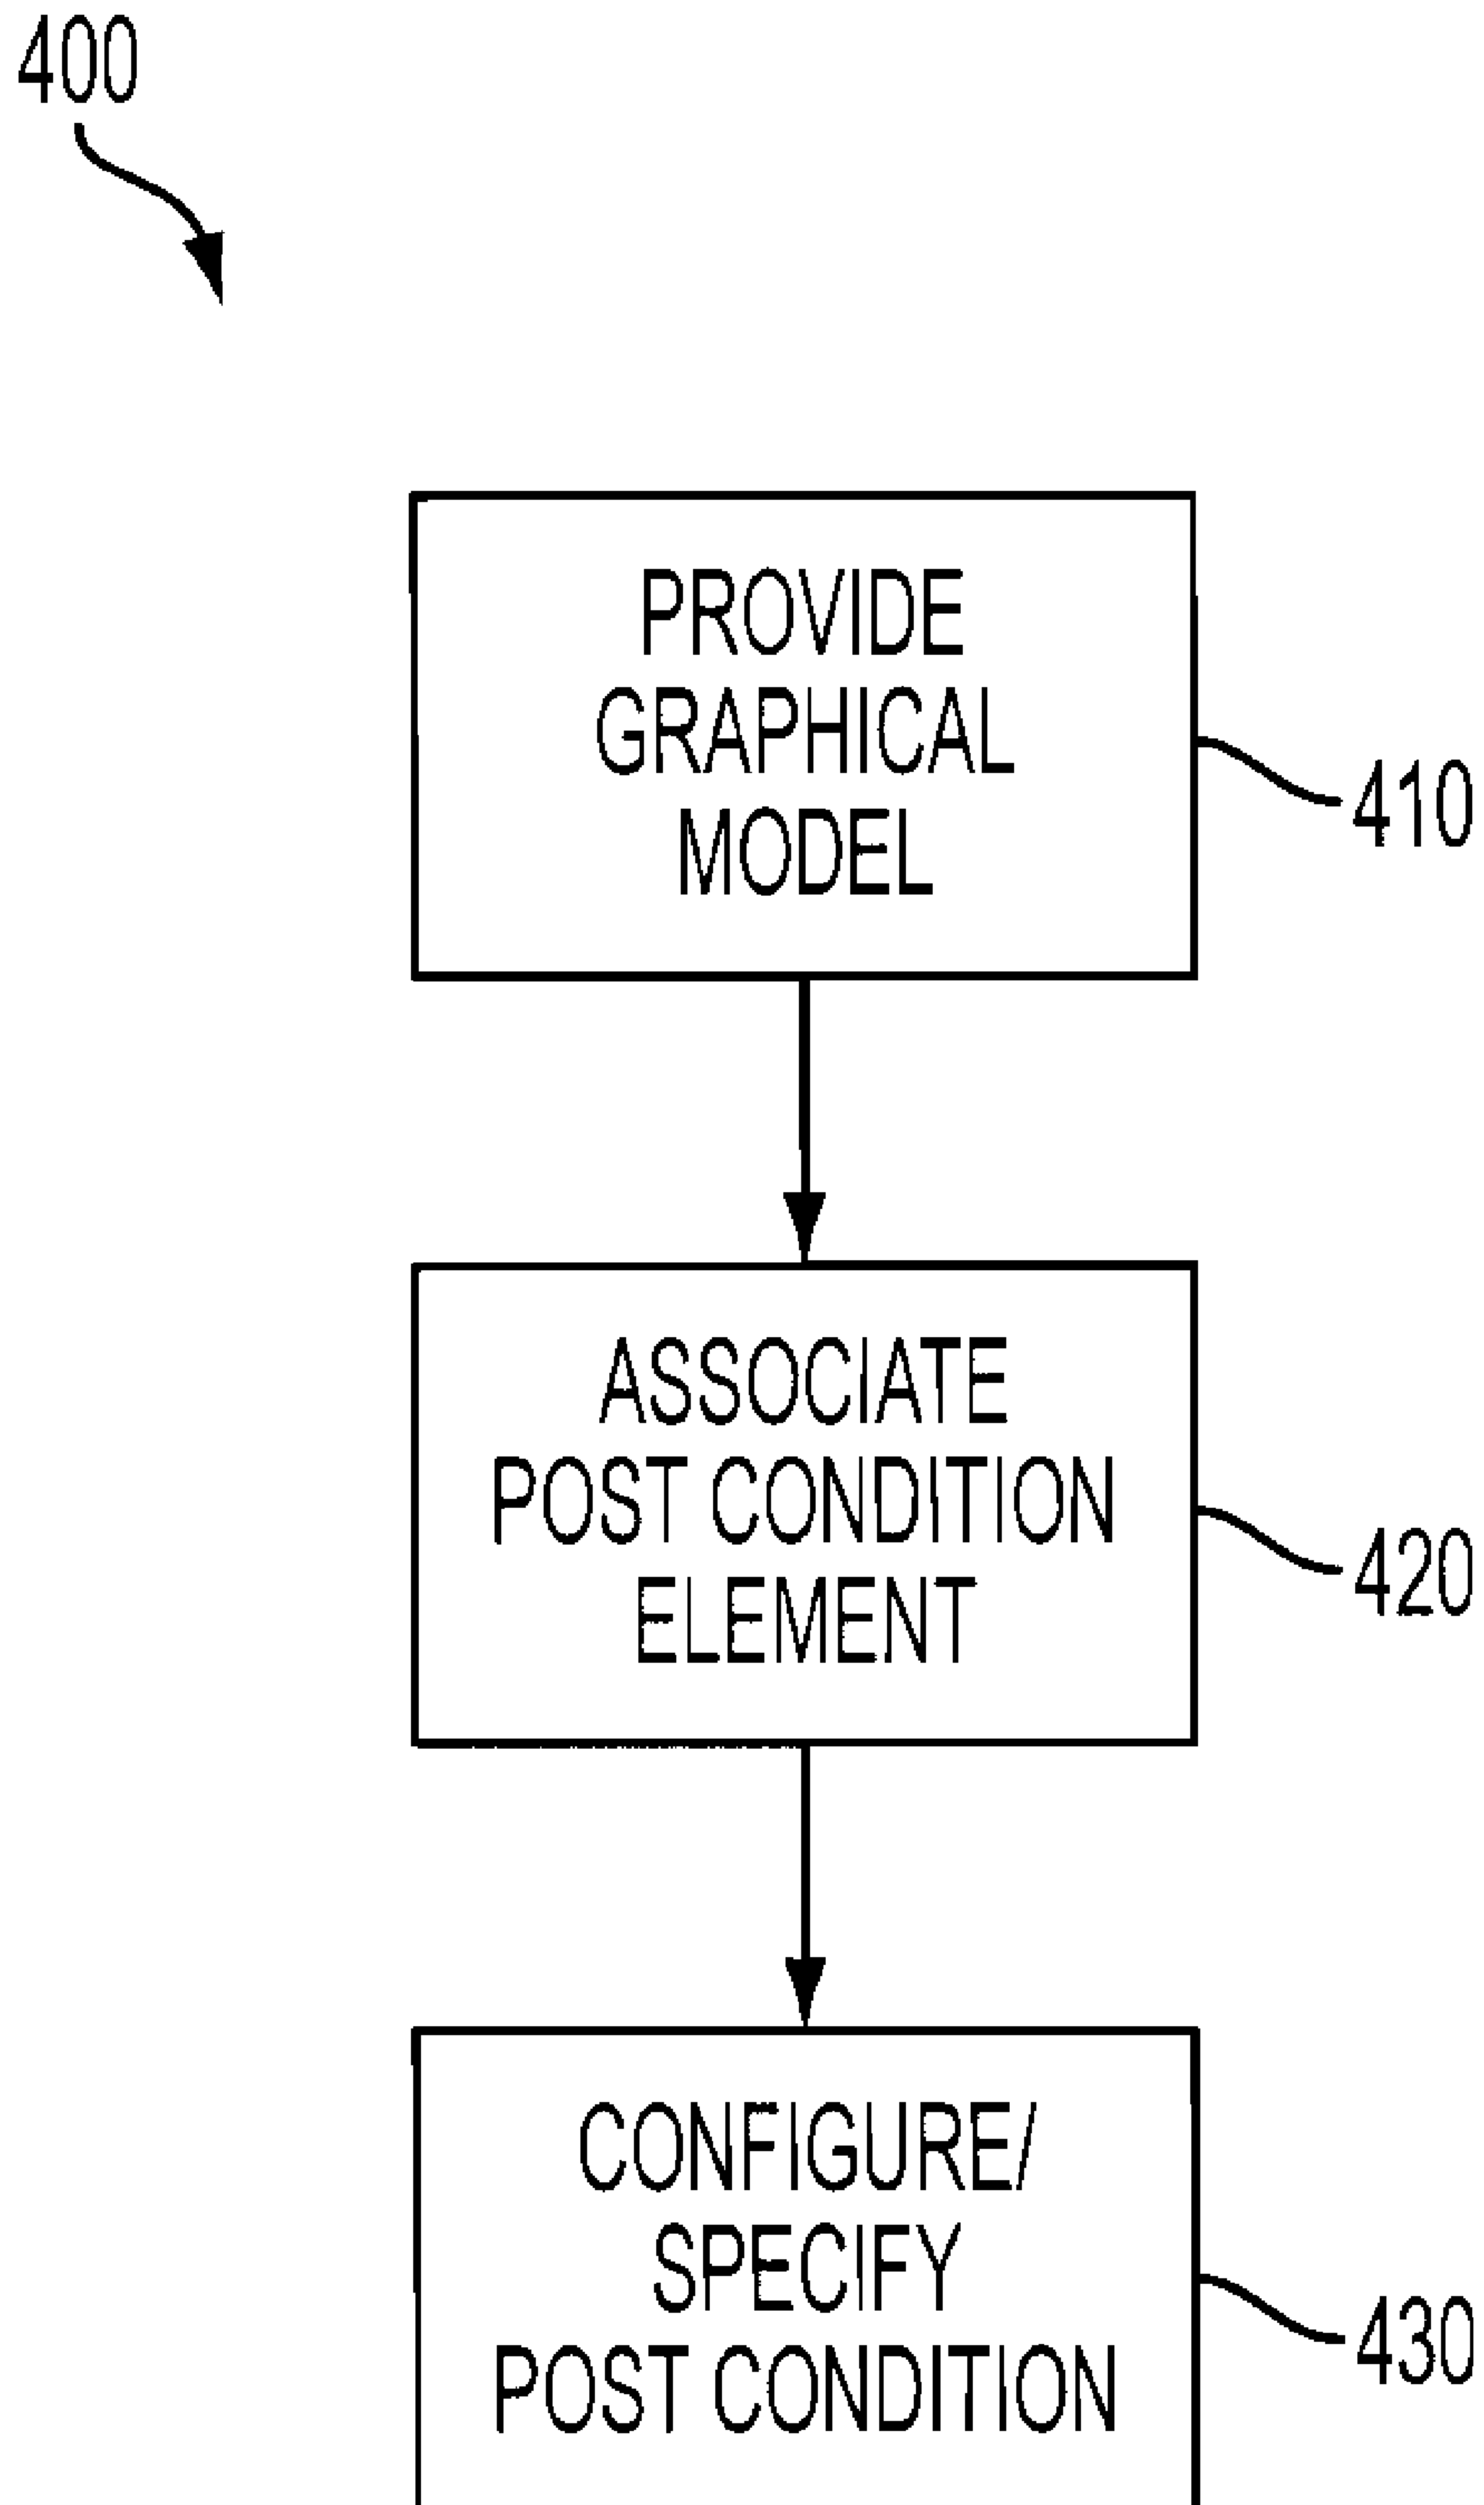 400
PROVIDE
GRAPHICAL
MODEL
410
ASSOCIATE
POST CONDITION
ELEMENT
420
CONFIGURE/
SPECIFY
POST CONDITION
430